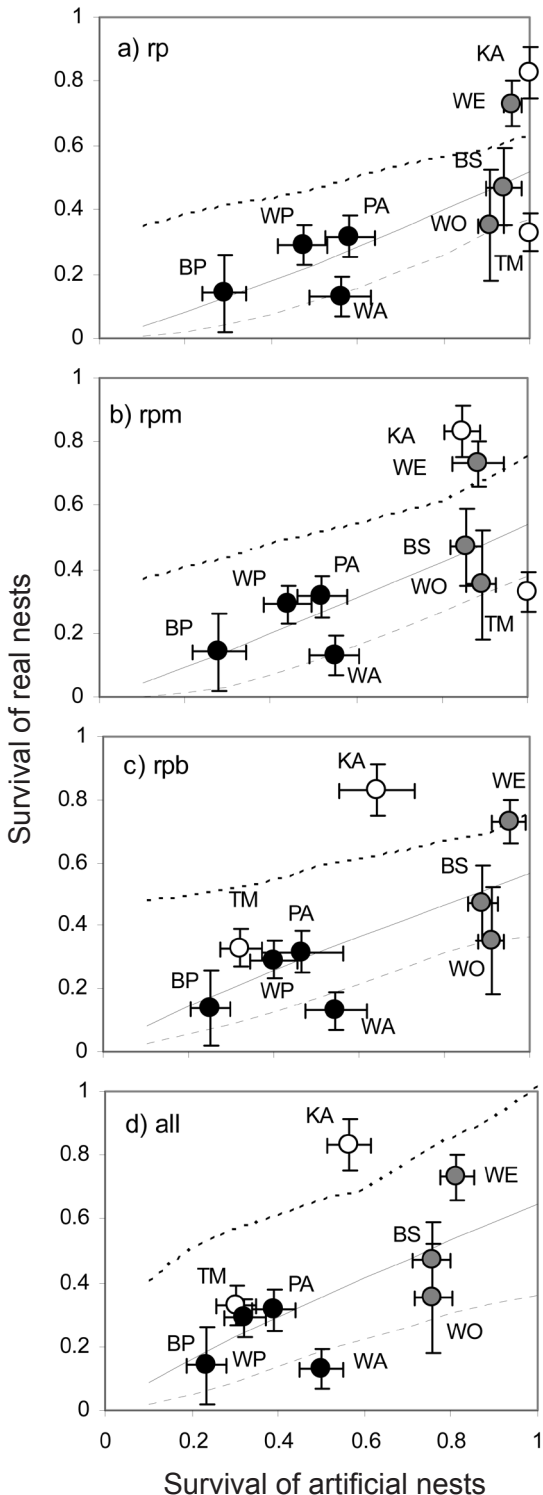 1
a) rp
KA
0.8
WE
0.6
BS
WP
PA
0.4
WO
TM
BP
0.2
WA
0
1
b) rpm
KA
0.8
WE
0.6
BS
WP
PA
0.4
WO
TM
BP
0.2
WA
0
Survival of real nests
1
c) rpb
KA
WE
0.8
0.6
BS
TM
PA
0.4
BP
WP
WO
0.2
WA
0
1
d) all
KA
0.8
WE
0.6
BS
TM
PA
0.4
BP
WP
WA
WO
0.2
0
0 0.2 0.4 0.6 0.8 1
Survival of artificial nests